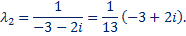 λ₂ = 1/(−3 − 2i) = 1/13 (−3 + 2i).